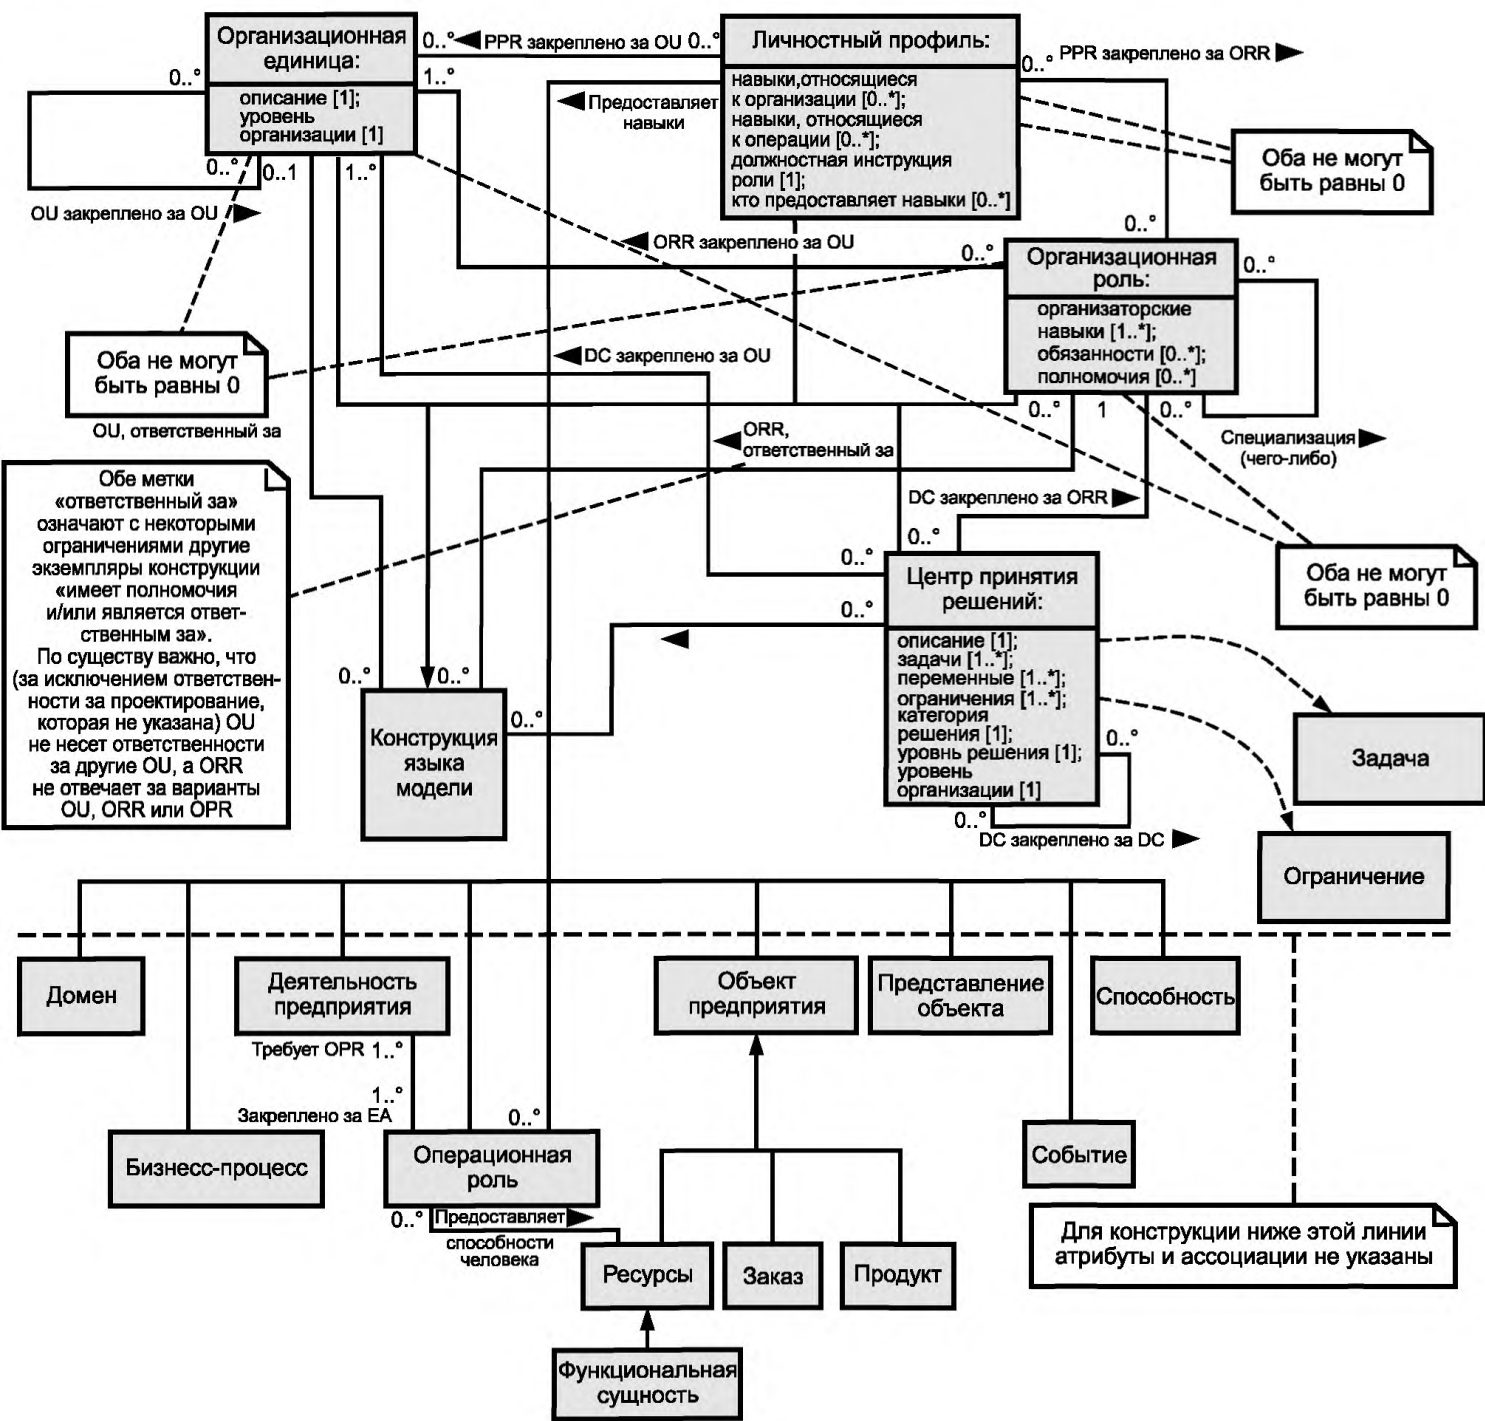 Организационная
единица:
описание [1];
уровень
организации [1]
0..°
PPR закреплено за OU
0..°
1..°
0..°
0..°
0..1
1..°
OU закреплено за OU
Личностный профиль:
навыки,относящиеся
к организации [0..*];
навыки, относящиеся
к операции [0..*];
должностная инструкция
роли [1];
кто предоставляет навыки [0..*]
Предоставляет
навыки
0..°
PPR закреплено за ORR
Оба не могут
быть равны 0
0..°
ORR закреплено за OU
0..°
Организационная
роль:
организаторские
навыки [1..*];
обязанности [0..*];
полномочия [0..*]
0..°
Оба не могут
быть равны 0
OU, ответственный за
DC закреплено за OU
0..°
1
0..°
Специализация
(чего-либо)
ORR,
ответственный за
DC закреплено за ORR
Обе метки
«ответственный за»
означают с некоторыми
ограничениями другие
экземпляры конструкции
«имеет полномочия
и/или является ответ-
ственным за».
По существу важно, что
(за исключением ответствен-
ности за проектирование,
которая не указана) OU
не несет ответственности
за другие OU, а ORR
не отвечает за варианты
OU, ORR или OPR
0..°
0..°
0..°
Центр принятия
решений:
описание [1];
задачи [1..*];
переменные [1..*];
ограничения [1..*];
категория
решения [1];
уровнь решения [1];
уровень
организации [1]
Оба не могут
быть равны 0
0..°
0..°
0..°
Конструкция
языка
модели
0..°
0..°
DC закреплено за DC
Задача
Ограничение
Домен
Деятельность
предприятия
Объект
предприятия
Представление
объекта
Способность
Требует OPR 1..°
1..°
Закреплено за EA
0..°
Бизнесс-процесс
Операционная
роль
Событие
0..°
Предоставляет
способности
человека
Ресурсы
Заказ
Продукт
Для конструкции ниже этой линии
атрибуты и ассоциации не указаны
Функциональная
сущность